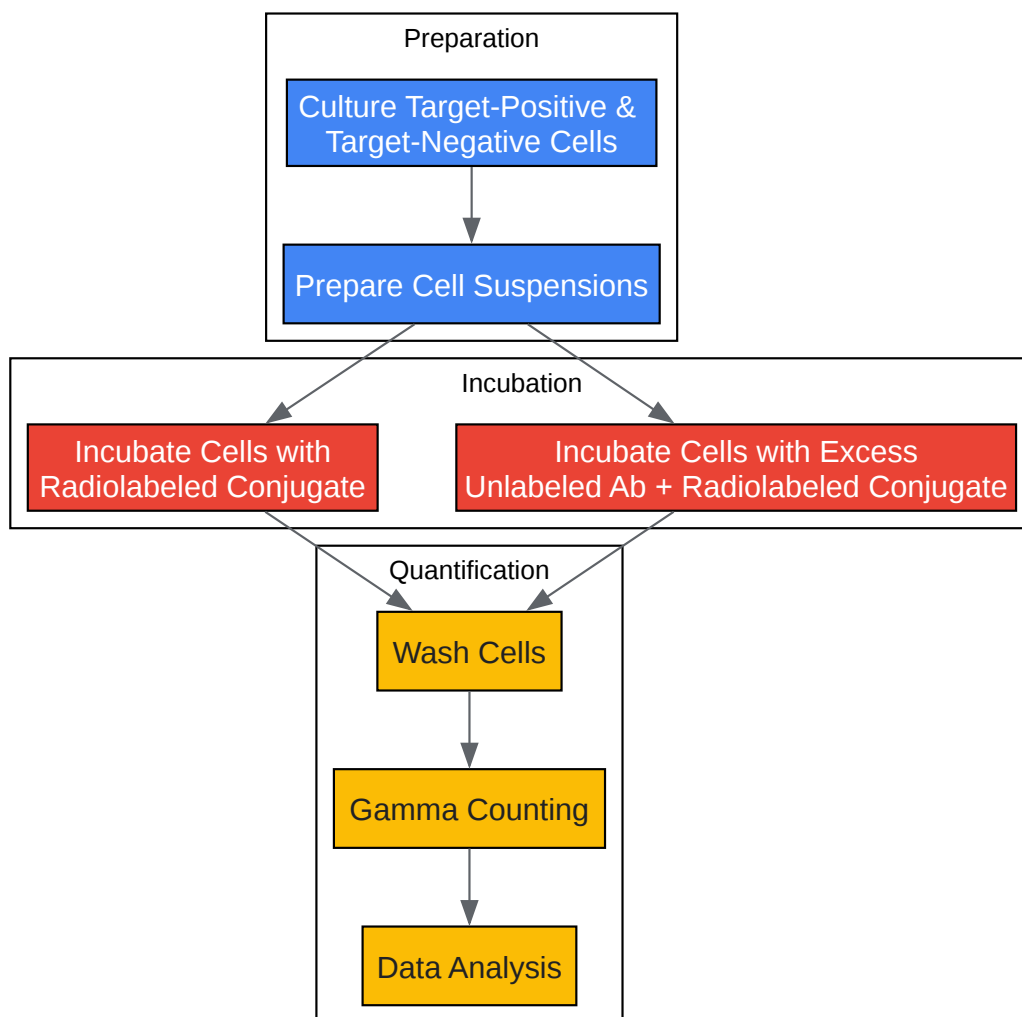 Preparation
Culture Target-Positive &
Target-Negative Cells
Prepare Cell Suspensions
Incubation
Incubate Cells with
Radiolabeled Conjugate
Incubate Cells with Excess
Unlabeled Ab + Radiolabeled Conjugate
Quantification
Wash Cells
Gamma Counting
Data Analysis